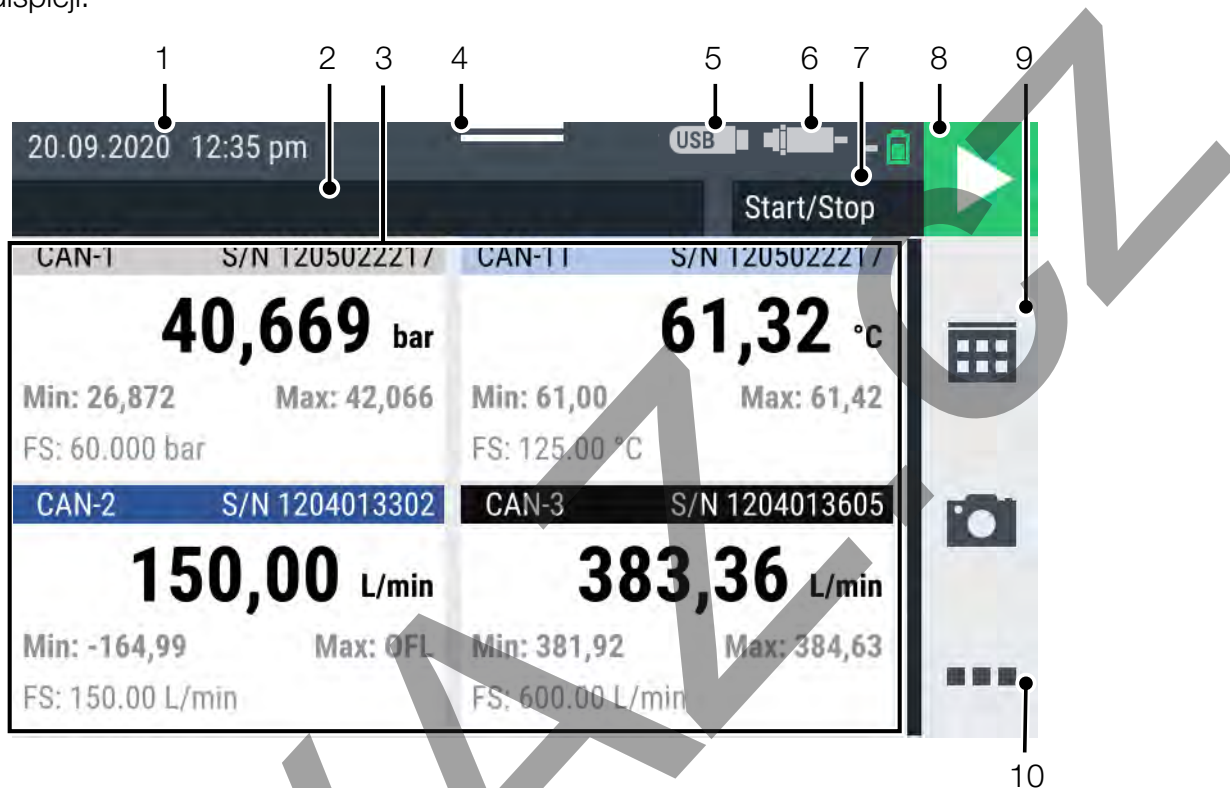 displeji.
1 2 3 4 5 6 7 8 9
20.09.2020 12:35 pm USB
Start/Stop
CAN-1 S/N 1205022217 CAN-11 S/N 1205022217
40,669 bar 61,32 °C
Min: 26,872 Max: 42,066 Min: 61,00 Max: 61,42
FS: 60.000 bar FS: 125.00 °C
CAN-2 S/N 1204013302 CAN-3 S/N 1204013605
150,00 L/min 383,36 L/min
Min: -164,99 Max: OFL Min: 381,92 Max: 384,63
FS: 150.00 L/min FS: 600.00 L/min
10